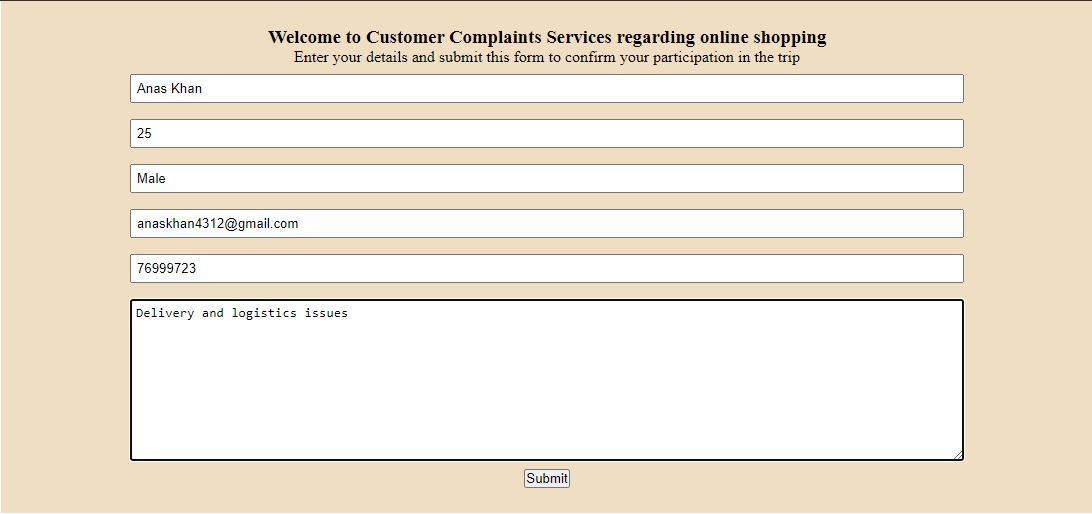 Welcome to Customer Complaints Services regarding online shopping
Enter your details and submit this form to confirm your participation in the trip
Anas Khan
25
Male
anaskhan4312@gmail.com
76999723
Delivery and logistics issues
Submit